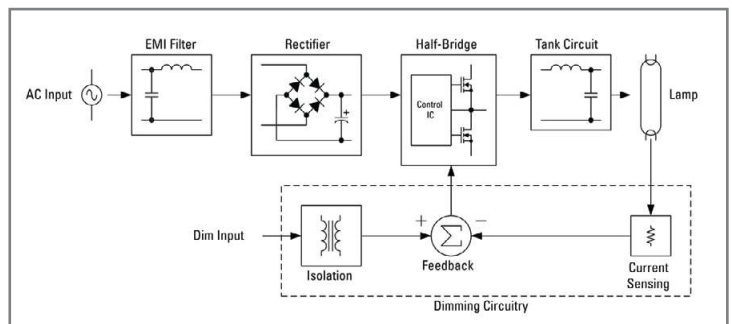 EMI Filter
Rectifier
Half-Bridge
Tank Circuit
AC Input
Control
IC
Lamp
+
Dim Input
Isolation
+
Σ
−
Feedback
Current
Sensing
Dimming Circuitry